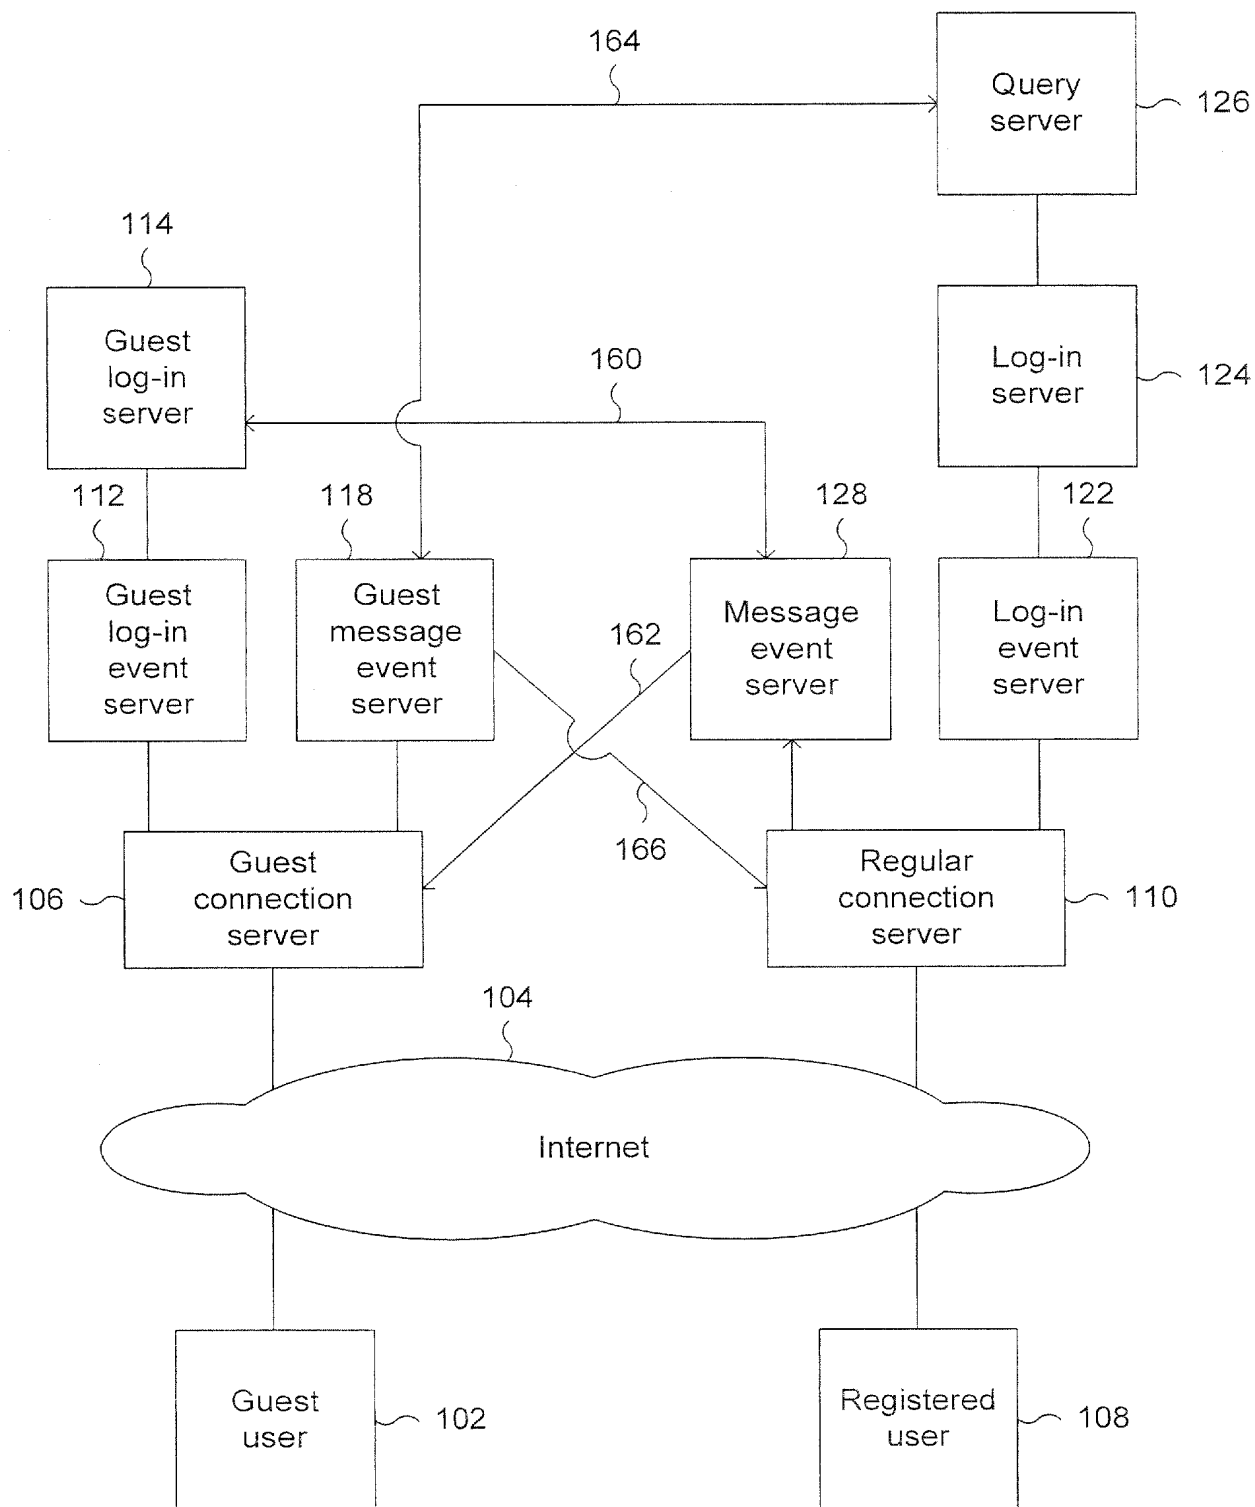 164
Query
server
126
114
Guest
log-in
server
160
Log-in
server
124
112
118
128
122
Guest
log-in
event
server
Guest
message
event
server
162
Message
event
server
Log-in
event
server
166
106
Guest
connection
server
Regular
connection
server
110
104
Internet
Guest
user
102
Registered
user
108